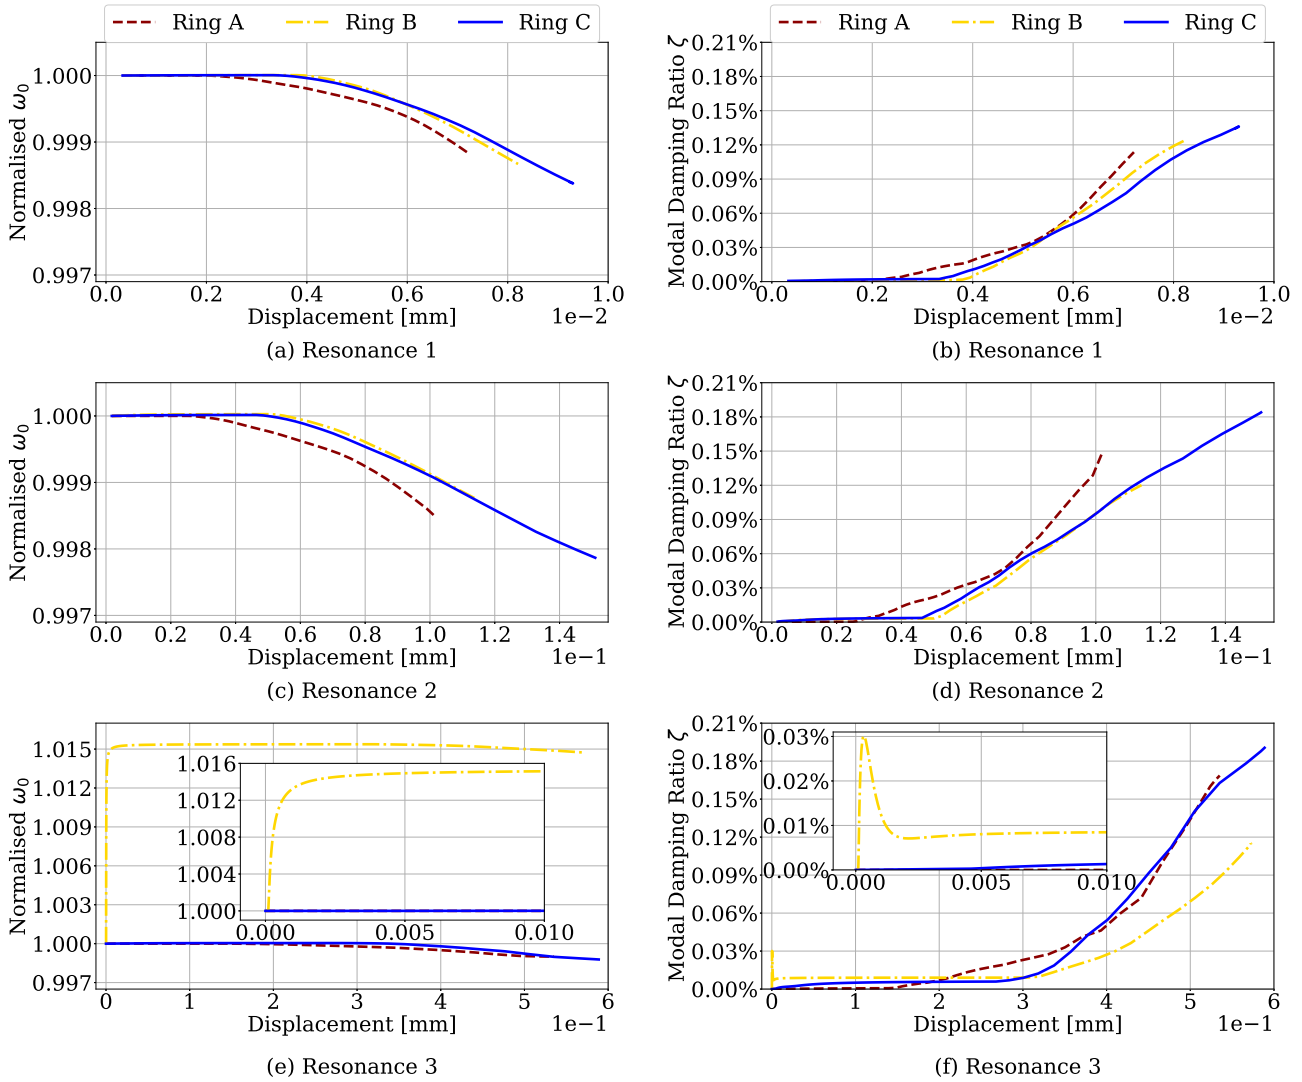 Ring A Ring B Ring C
Ring A Ring B Ring C
Normalised ω0
1.000
0.999
0.998
0.997
0.0 0.2 0.4 0.6 0.8 1.0
Displacement [mm] 1e−2
(a) Resonance 1
Modal Damping Ratio ζ
0.21%
0.18%
0.15%
0.12%
0.09%
0.06%
0.03%
0.00%
0.0 0.2 0.4 0.6 0.8 1.0
Displacement [mm] 1e−2
(b) Resonance 1
Normalised ω0
1.000
0.999
0.998
0.997
0.0 0.2 0.4 0.6 0.8 1.0 1.2 1.4
Displacement [mm] 1e−1
(c) Resonance 2
Modal Damping Ratio ζ
0.21%
0.18%
0.15%
0.12%
0.09%
0.06%
0.03%
0.00%
0.0 0.2 0.4 0.6 0.8 1.0 1.2 1.4
Displacement [mm] 1e−1
(d) Resonance 2
Normalised ω0
1.015
1.012
1.009
1.006
1.003
1.000
0.997
1.016
1.012
1.008
1.004
1.000
0.000 0.005 0.010
0 1 2 3 4 5 6
Displacement [mm] 1e−1
(e) Resonance 3
Modal Damping Ratio ζ
0.21%
0.18%
0.15%
0.12%
0.09%
0.06%
0.03%
0.00%
0.03%
0.02%
0.01%
0.00%
0.000 0.005 0.010
0 1 2 3 4 5 6
Displacement [mm] 1e−1
(f) Resonance 3